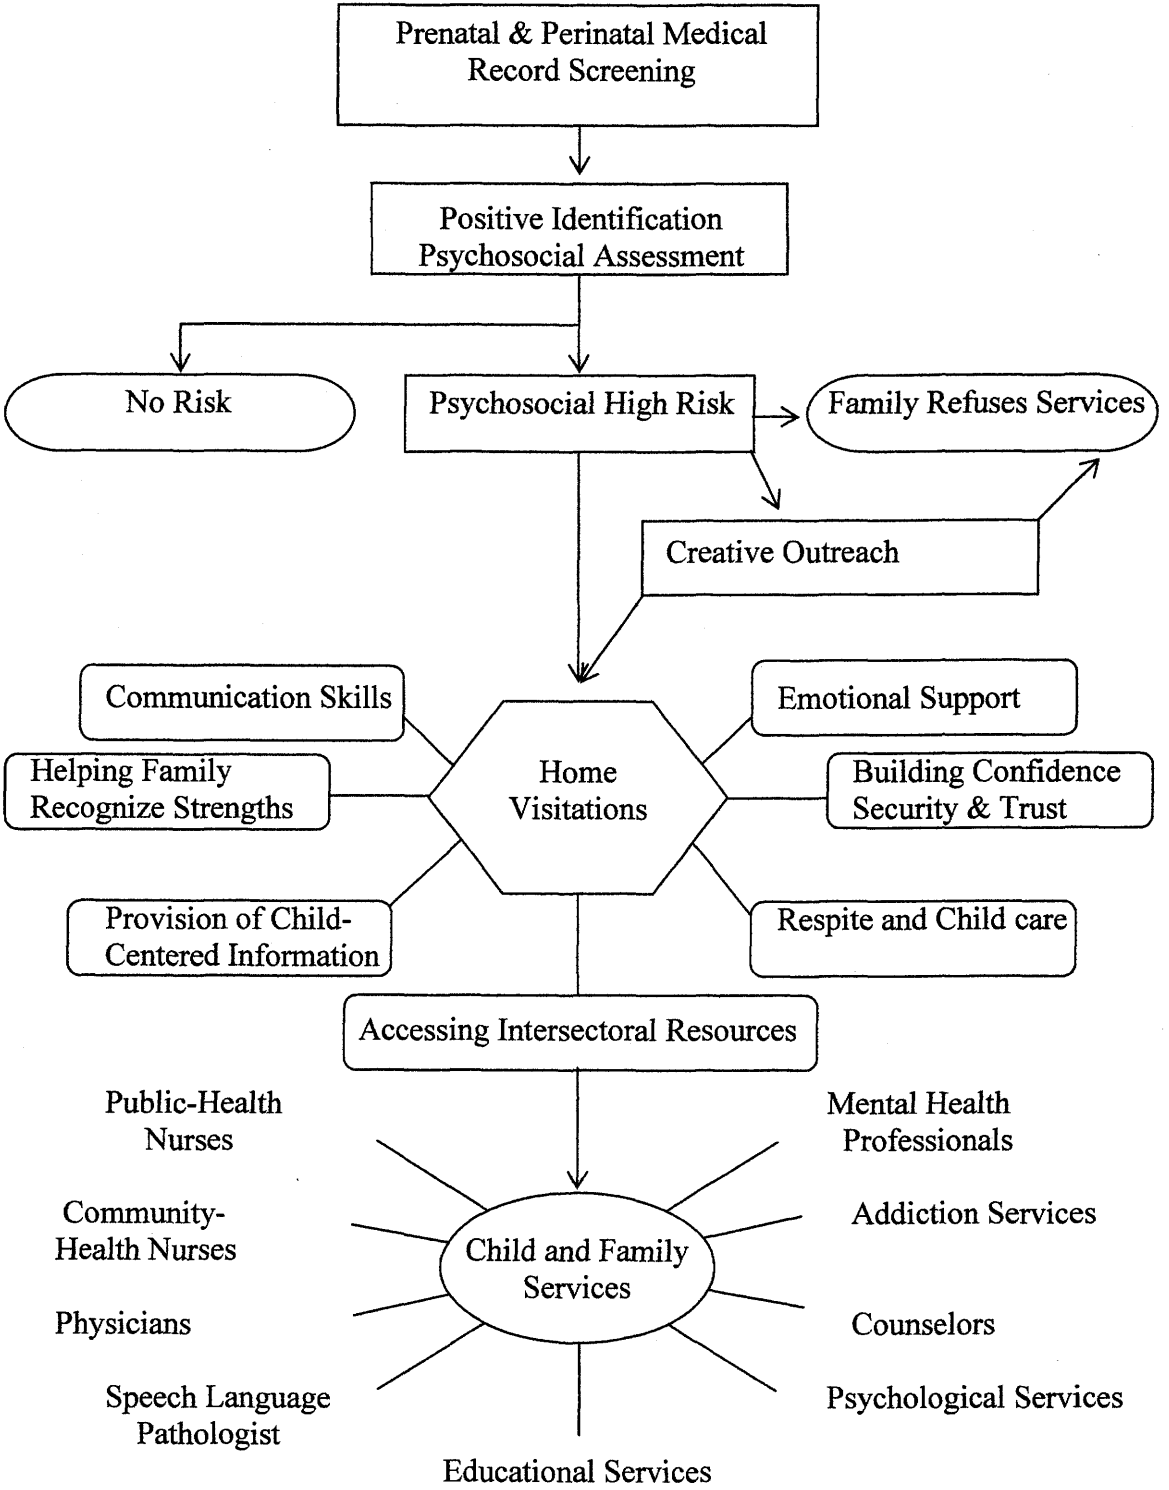 Prenatal & Perinatal Medical
Record Screening
Positive Identification
Psychosocial Assessment
No Risk
Psychosocial High Risk
Family Refuses Services
Creative Outreach
Communication Skills
Emotional Support
Helping Family
Recognize Strengths
Home
Visitations
Building Confidence
Security & Trust
Provision of Child-
Centered Information
Respite and Child care
Accessing Intersectoral Resources
Public-Health
Nurses
Mental Health
Professionals
Community-
Health Nurses
Addiction Services
Child and Family
Services
Physicians
Counselors
Speech Language
Pathologist
Psychological Services
Educational Services